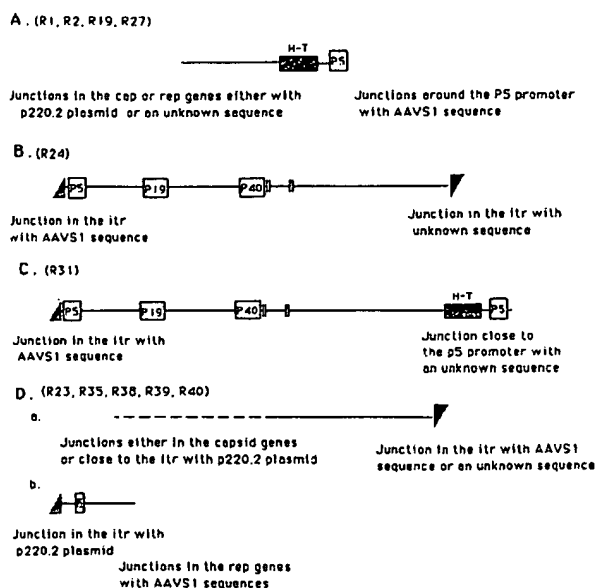 A. (R1, R2, R19, R27)
H-T
P5
Junctions in the cap or rep genes either with
p220.2 plasmid or an unknown sequence
Junctions around the P5 promoter
with AAVS1 sequence
B. (R24)
P5
P19
P40
Junction in the itr
with AAVS1 sequence
Junction in the itr with
unknown sequence
C. (R31)
P5
P19
P40
H-T
P5
Junction in the itr with
AAVS1 sequence
Junction close to
the p5 promoter with
an unknown sequence
D. (R23, R35, R38, R39, R40)
a.
Junctions either in the capsid genes
or close to the itr with p220.2 plasmid
Junction in the itr with AAVS1
sequence or an unknown sequence
b.
Junction in the itr with
p220.2 plasmid
Junctions in the rep genes
with AAVS1 sequences